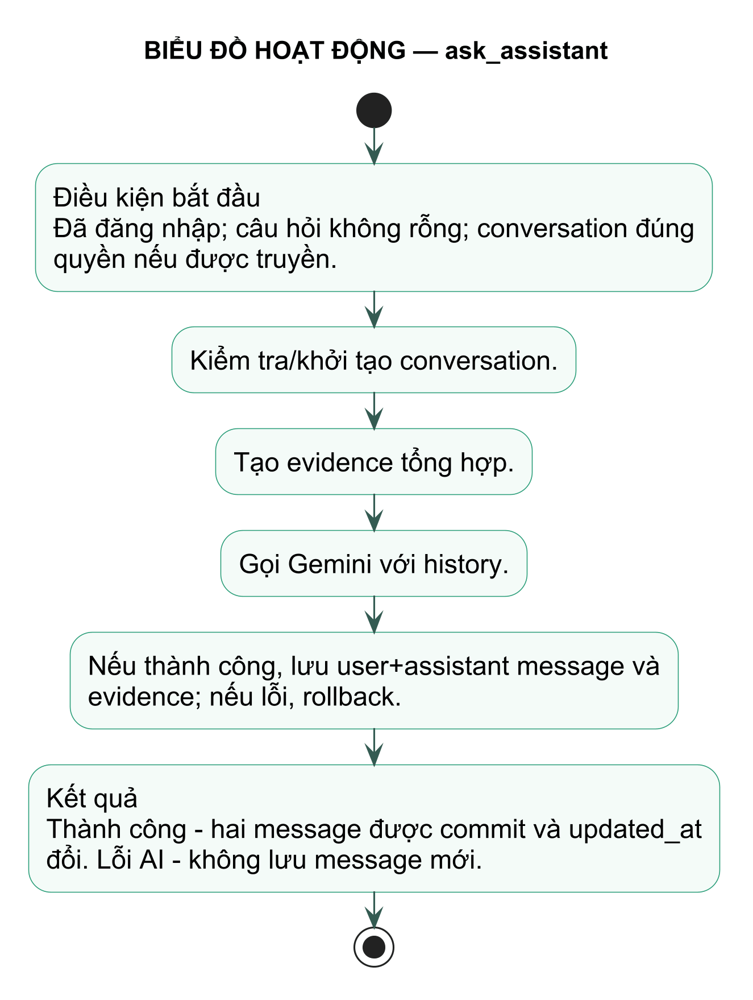 BIỂU ĐỒ HOẠT ĐỘNG — ask_assistant
Điều kiện bắt đầu
Đã đăng nhập; câu hỏi không rỗng; conversation đúng
quyền nếu được truyền.
Kiểm tra/khởi tạo conversation.
Tạo evidence tổng hợp.
Gọi Gemini với history.
Nếu thành công, lưu user+assistant message và
evidence; nếu lỗi, rollback.
Kết quả
Thành công - hai message được commit và updated_at
đổi. Lỗi AI - không lưu message mới.